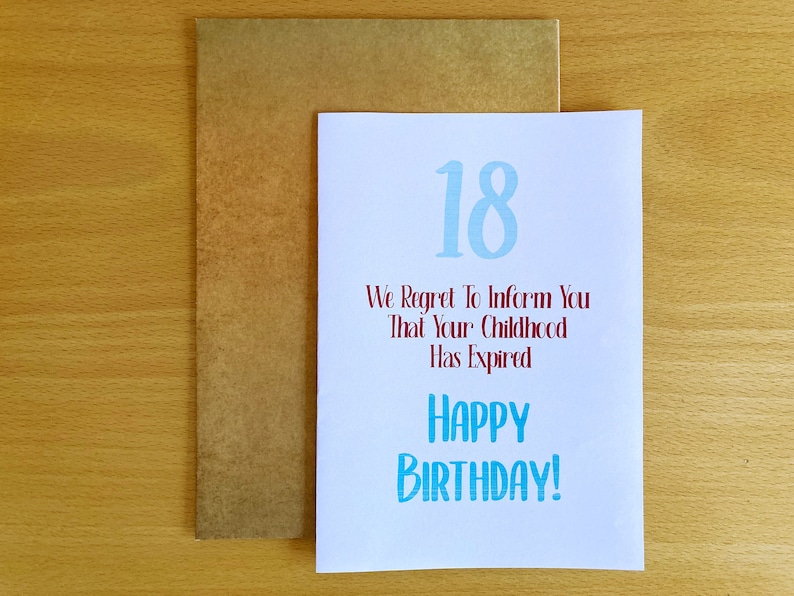 18
We Regret To Inform You
That Your Childhood
Has Expired
HAPPY
BIRTHDAY!